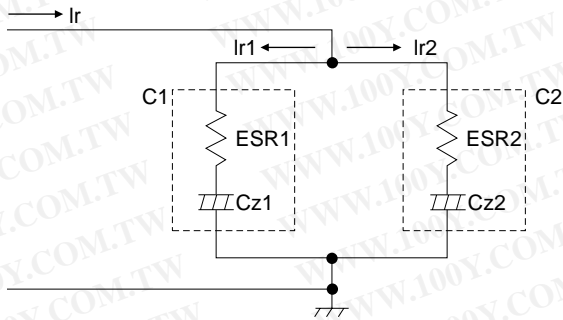 Ir
Ir1 Ir2
C1 C2
ESR1 ESR2
Cz1 Cz2
WWW.100Y.COM.TW